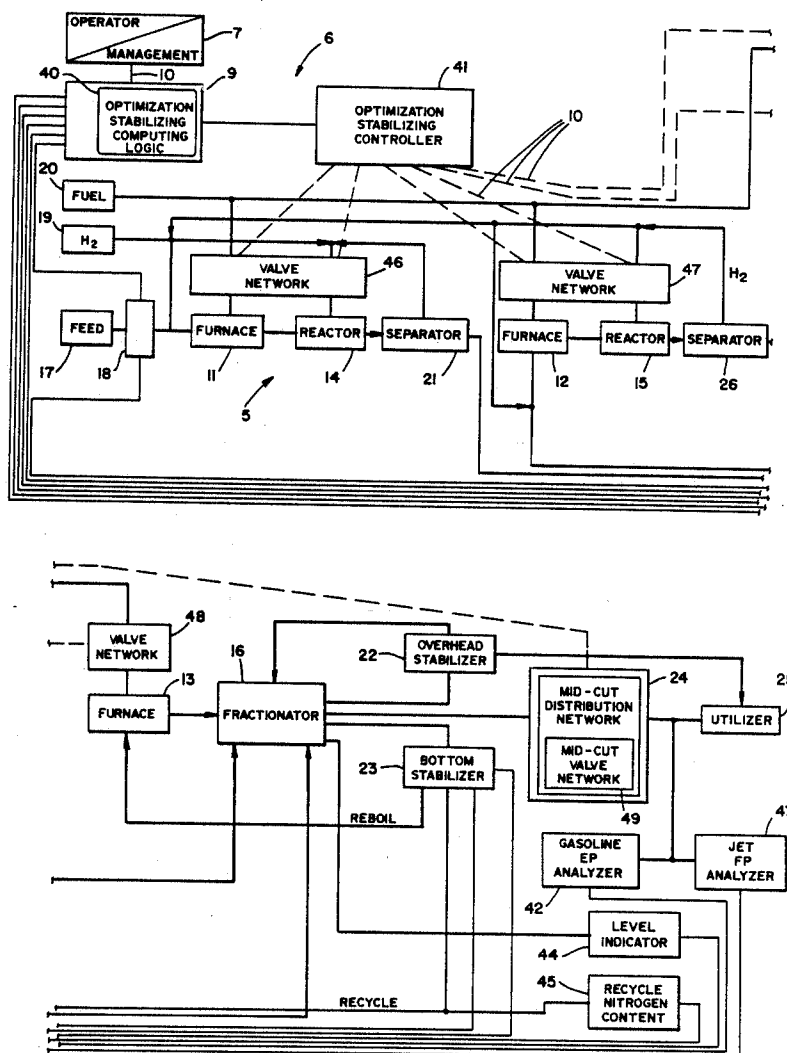 OPERATOR
MANAGEMENT
7
6
10
40
9
41
OPTIMIZATION
STABILIZING
COMPUTING
LOGIC
OPTIMIZATION
STABILIZING
CONTROLLER
10
20
FUEL
19
H2
VALVE
NETWORK
46
VALVE
NETWORK
47
H2
FEED
17
18
FURNACE
11
REACTOR
14
SEPARATOR
21
FURNACE
12
REACTOR
15
SEPARATOR
26
5
VALVE
NETWORK
48
13
FURNACE
16
FRACTIONATOR
22
OVERHEAD
STABILIZER
24
MID-CUT
DISTRIBUTION
NETWORK
MID-CUT
VALVE
NETWORK
49
UTILIZER
23
BOTTOM
STABILIZER
REBOIL
GASOLINE
EP
ANALYZER
42
JET
FP
ANALYZER
LEVEL
INDICATOR
44
45
RECYCLE
NITROGEN
CONTENT
RECYCLE